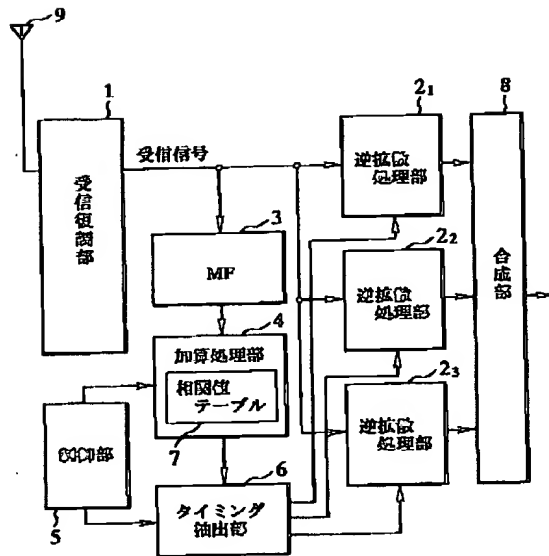 9
1
受信復調部
受信信号
2₁
逆拡散
処理部
8
合成部
3
MF
2₂
逆拡散
処理部
4
加算処理部
相関値
テーブル
7
2₃
逆拡散
処理部
5
6
タイミング
抽出部